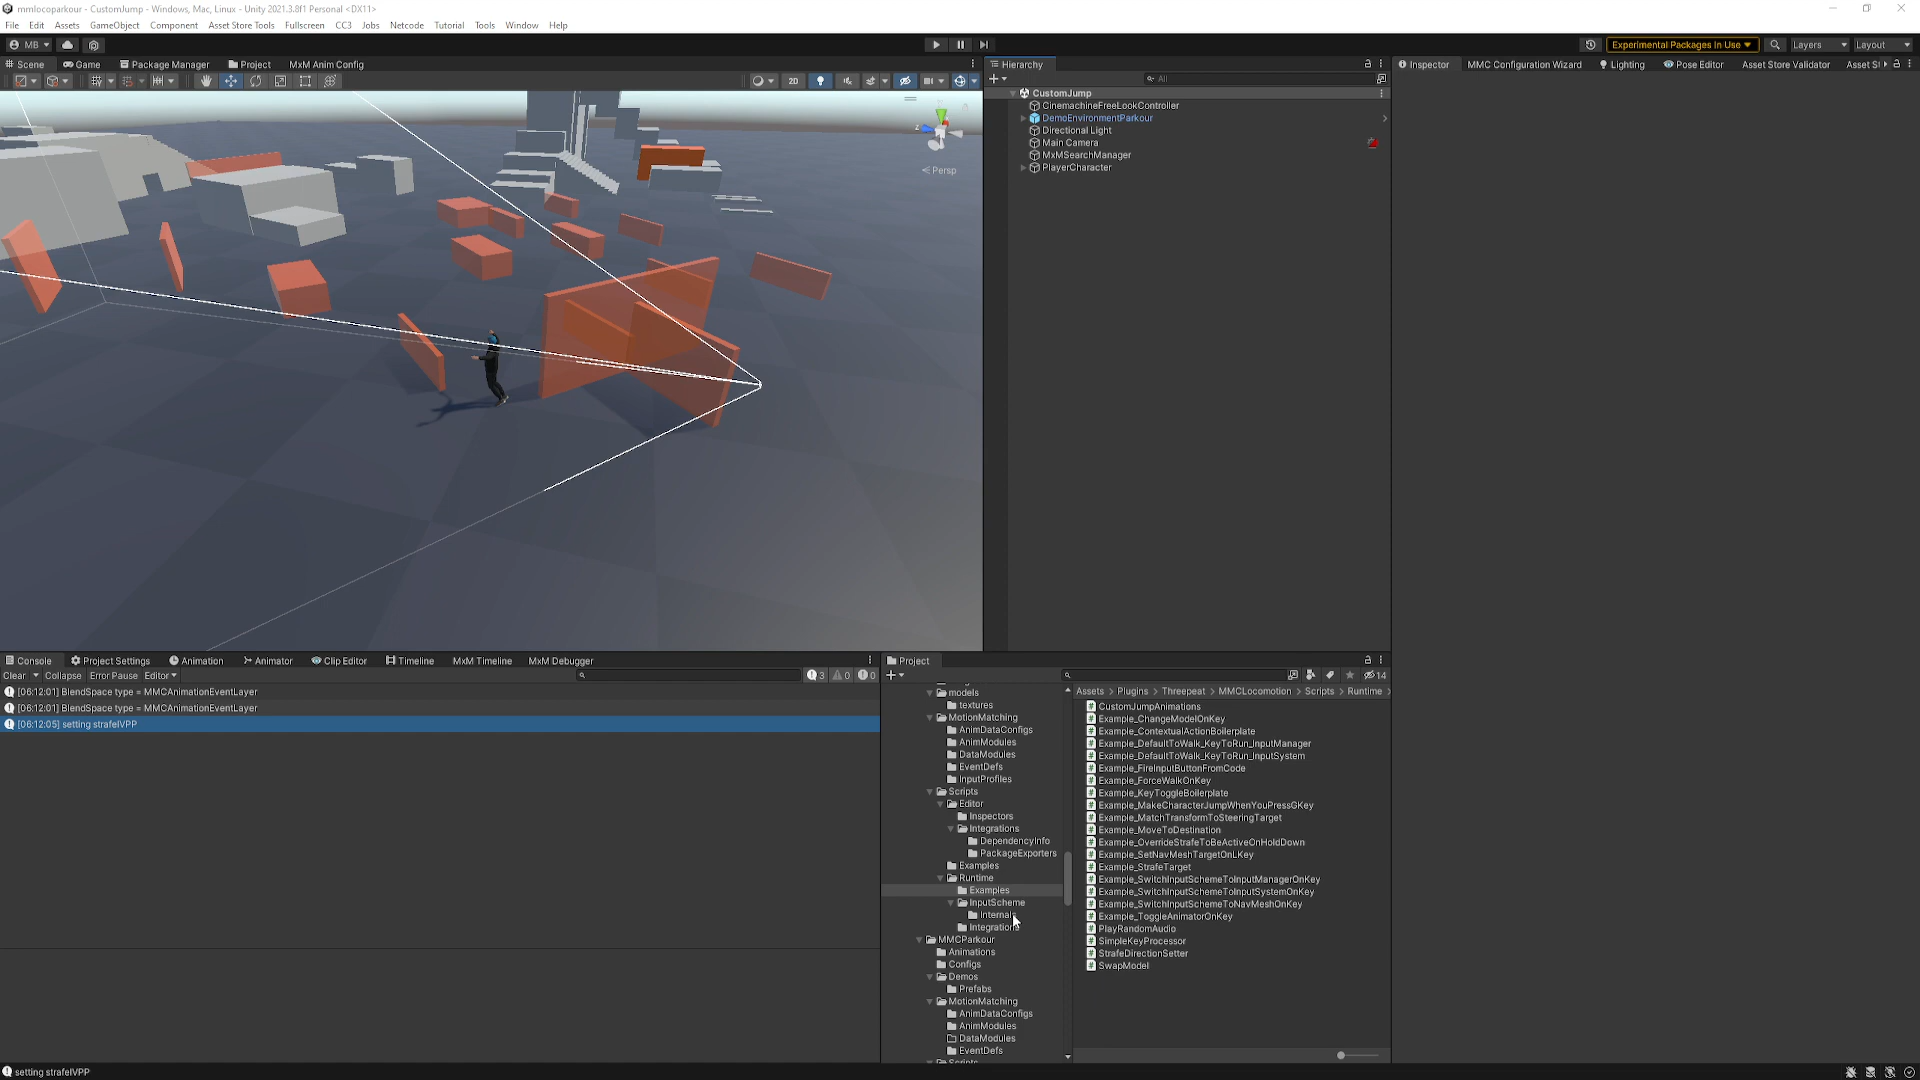 mmlocoparkour - CustomJump - Windows, Mac, Linux - Unity 2021.3.8f1 Personal <DX11>
File Edit Assets GameObject Component Asset Store Tools Fullscreen CC3 Jobs Netcode Tutorial Tools Window Help
MB Experimental Packages In Use Layers Layout
Scene Game Package Manager Project MxM Anim Config
Hierarchy
Inspector MMC Configuration Wizard Lighting Pose Editor Asset Store Validator Asset St
2D
All
Persp
CustomJump
CinemachineFreeLookController
DemoEnvironmentParkour
Directional Light
Main Camera
MxMSearchManager
PlayerCharacter
Console Project Settings Animation Animator Clip Editor Timeline MxM Timeline MxM Debugger
Clear Collapse Error Pause Editor 3 0 0
[06:12:01] BlendSpace type = MMCAnimationEventLayer
[06:12:01] BlendSpace type = MMCAnimationEventLayer
[06:12:05] setting strafeIVPP
Project
14
models
textures
MotionMatching
AnimDataConfigs
AnimModules
DataModules
EventDefs
InputProfiles
Scripts
Editor
Inspectors
Integrations
DependencyInfo
PackageExporters
Examples
Runtime
Examples
InputScheme
Internals
Integrations
MMCParkour
Animations
Configs
Demos
Prefabs
MotionMatching
AnimDataConfigs
AnimModules
DataModules
EventDefs
Scripts
Assets > Plugins > Threepeat > MMCLocomotion > Scripts > Runtime >
CustomJumpAnimations
Example_ChangeModelOnKey
Example_ContextualActionBoilerplate
Example_DefaultToWalk_KeyToRun_InputManager
Example_DefaultToWalk_KeyToRun_InputSystem
Example_FireInputButtonFromCode
Example_ForceWalkOnKey
Example_KeyToggleBoilerplate
Example_MakeCharacterJumpWhenYouPressGKey
Example_MatchTransformToSteeringTarget
Example_MoveToDestination
Example_OverrideStrafeToBeActiveOnHoldDown
Example_SetNavMeshTargetOnLKey
Example_StrafeTarget
Example_SwitchInputSchemeToInputManagerOnKey
Example_SwitchInputSchemeToInputSystemOnKey
Example_SwitchInputSchemeToNavMeshOnKey
Example_ToggleAnimatorOnKey
PlayRandomAudio
SimpleKeyProcessor
StrafeDirectionSetter
SwapModel
setting strafeIVPP